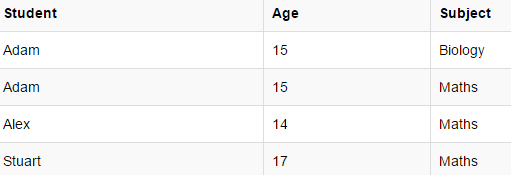 Student Age Subject
Adam 15 Biology
Adam 15 Maths
Alex 14 Maths
Stuart 17 Maths